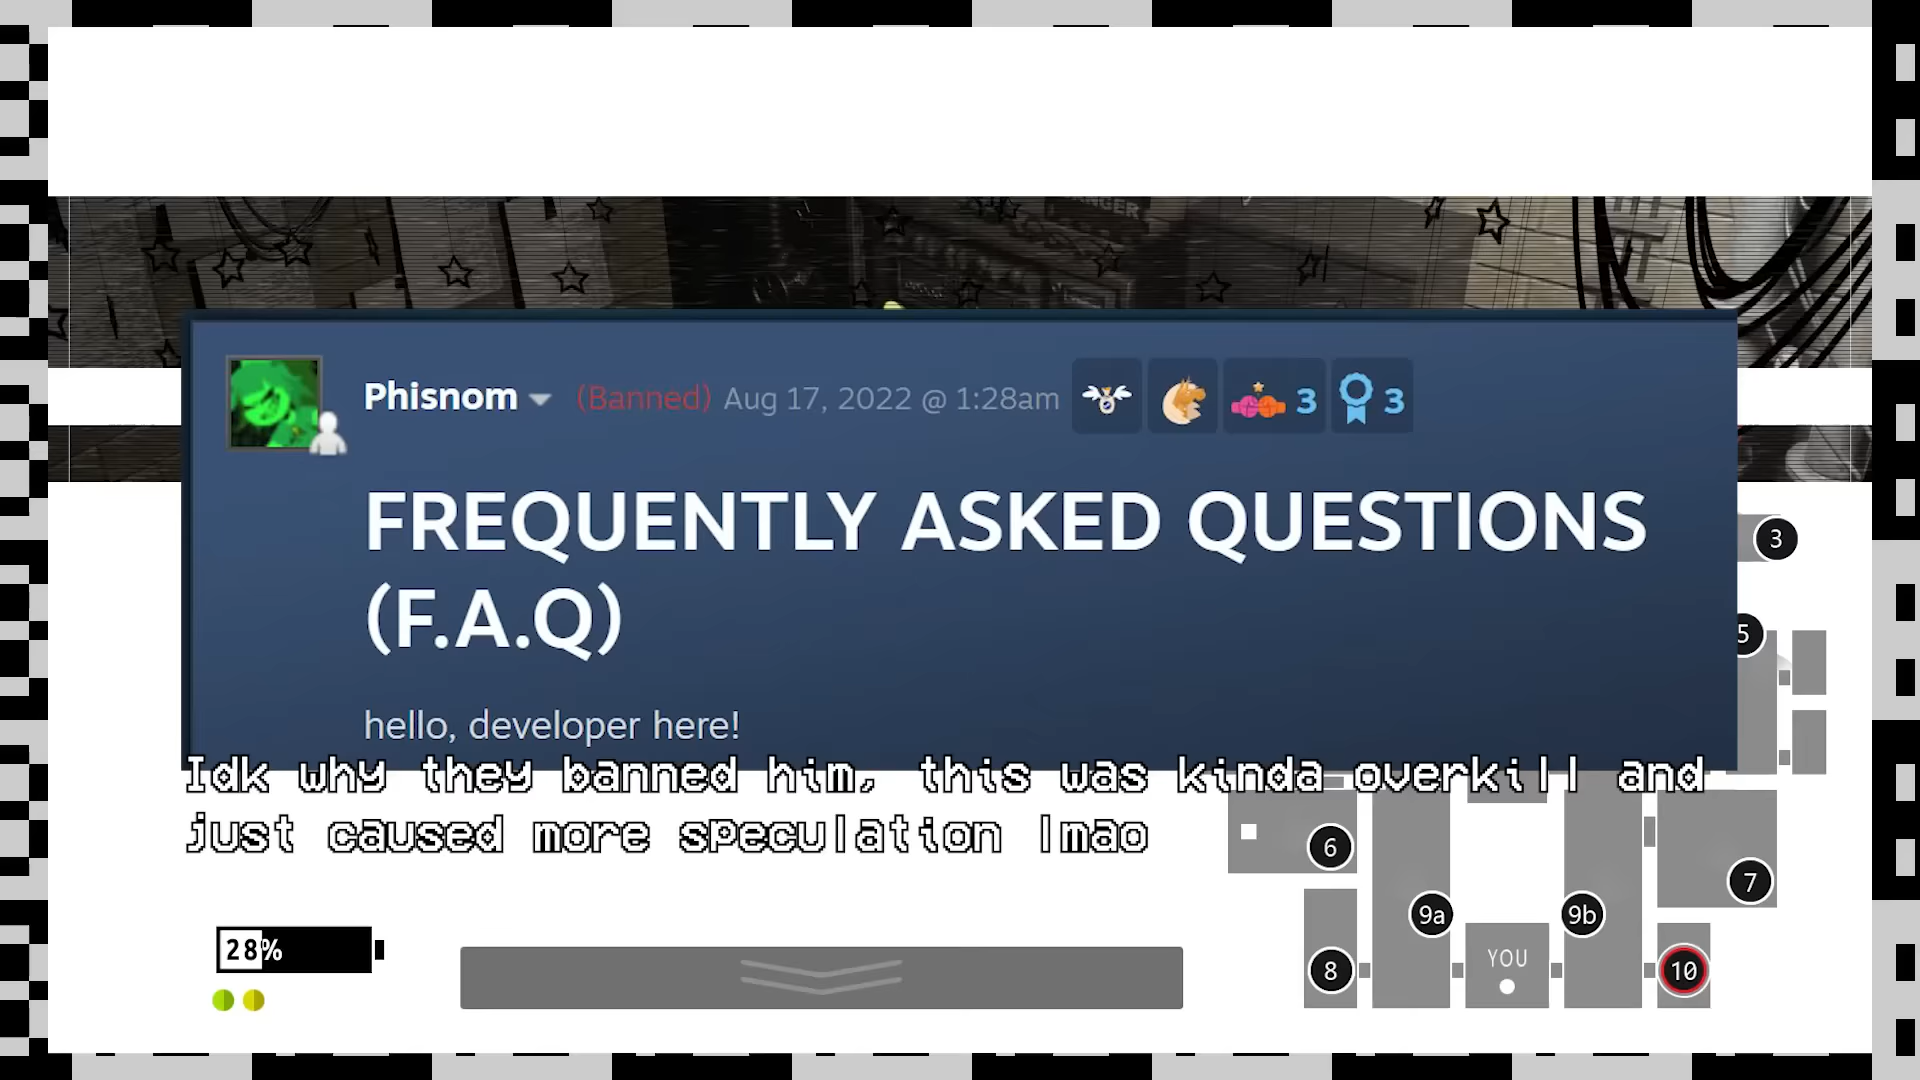 DANGER
Phisnom (Banned) Aug 17, 2022 @ 1:28am 3 3
FREQUENTLY ASKED QUESTIONS
(F.A.Q)
hello, developer here!
Idk why they banned him, this was kinda overkill and
just caused more speculation lmao
3
5
6
7
9a
9b
28%
YOU
8
10